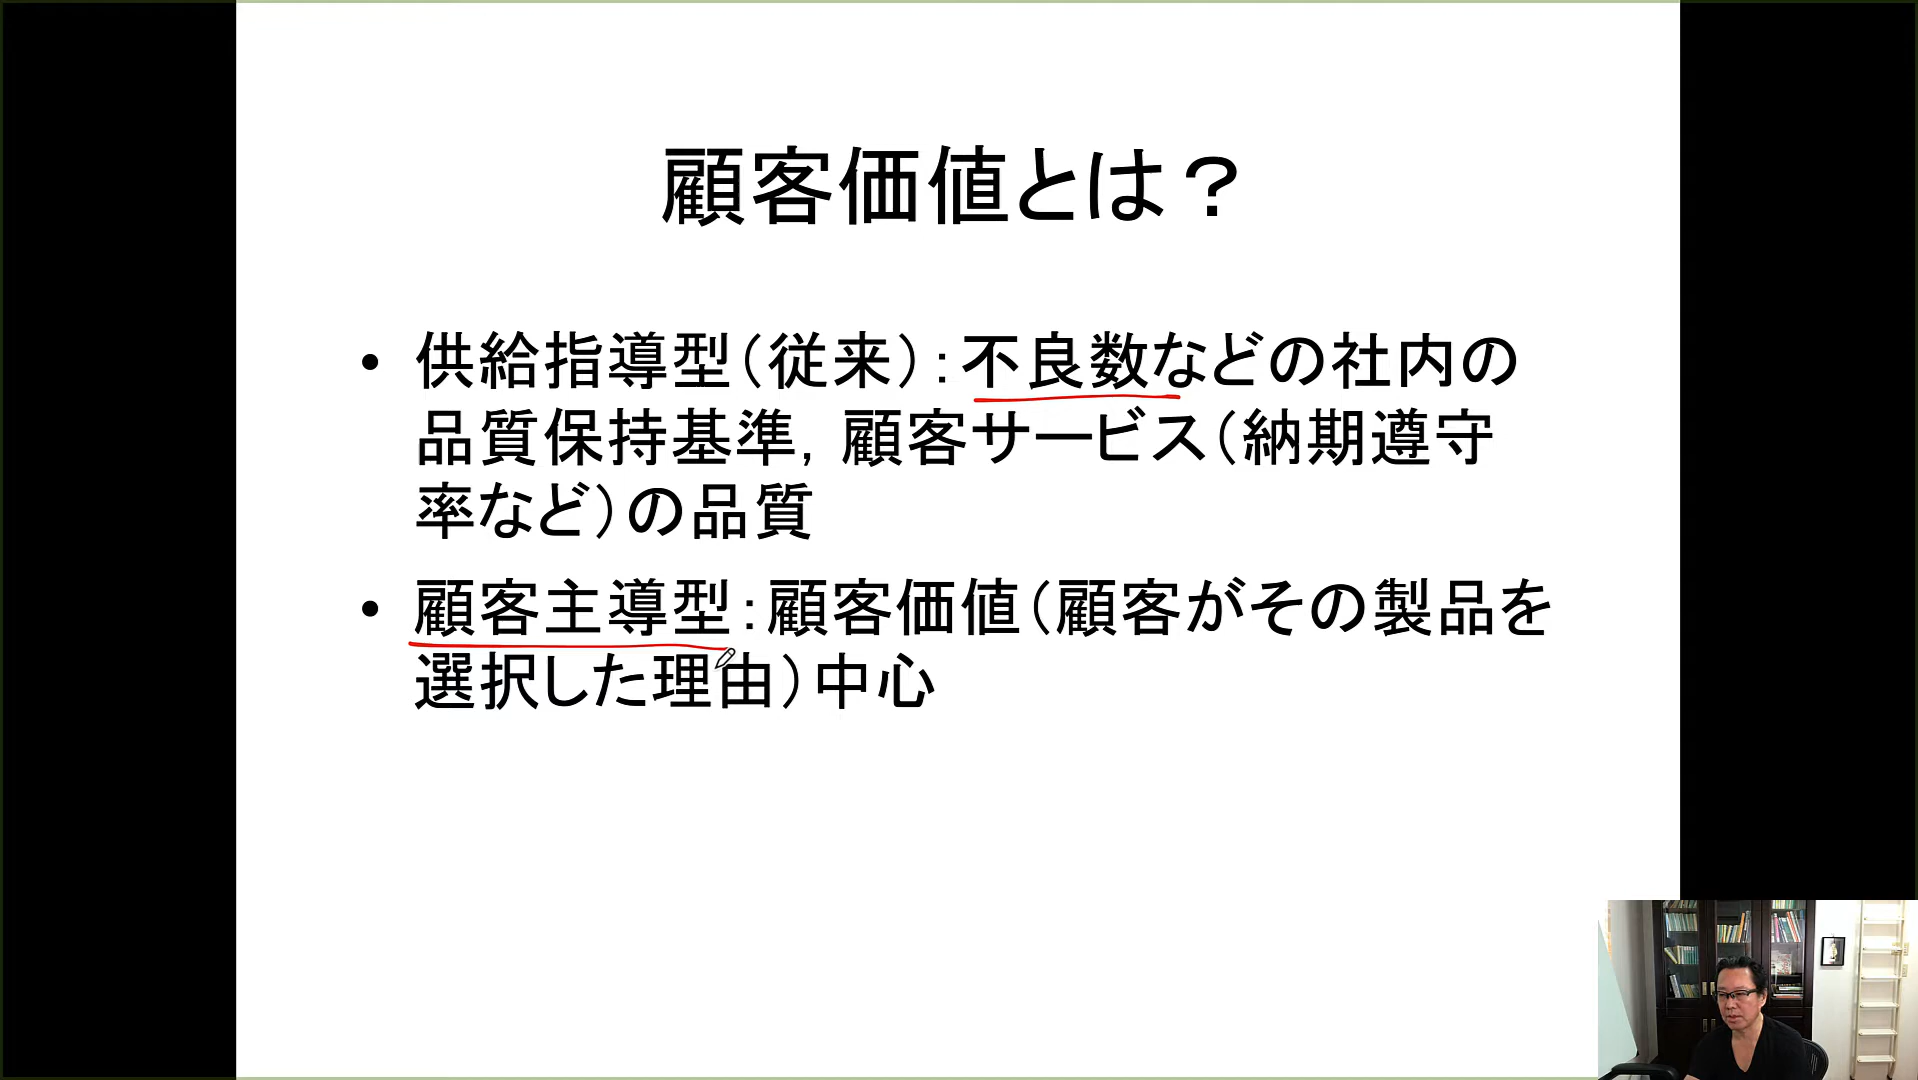 顧客価値とは？
• 供給指導型（従来）：不良数などの社内の
品質保持基準，顧客サービス（納期遵守
率など）の品質
• 顧客主導型：顧客価値（顧客がその製品を
選択した理由）中心